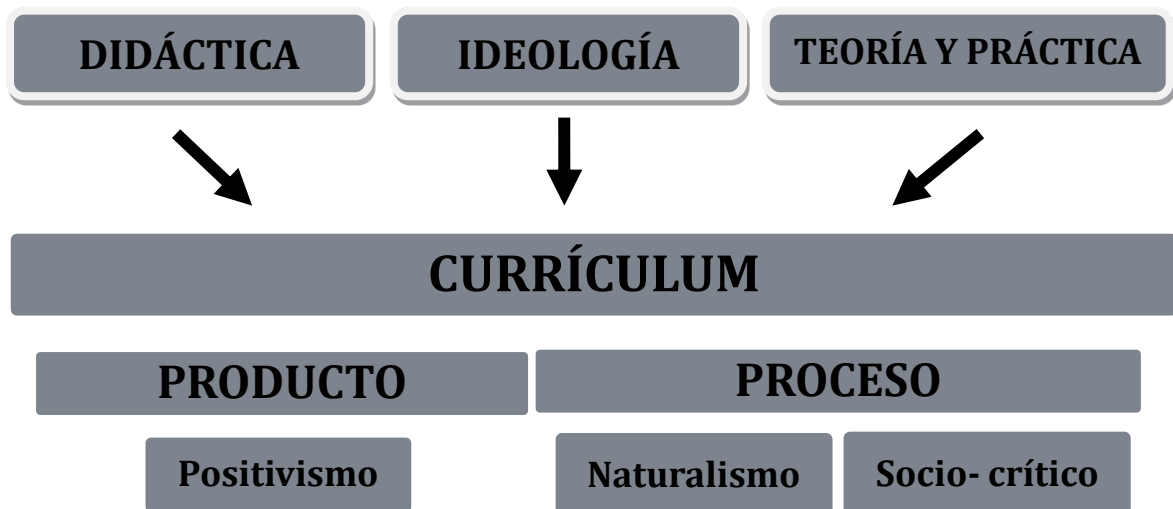 DIDÁCTICA
IDEOLOGÍA
TEORÍA Y PRÁCTICA
CURRÍCULUM
PRODUCTO
PROCESO
Positivismo
Naturalismo
Socio- crítico